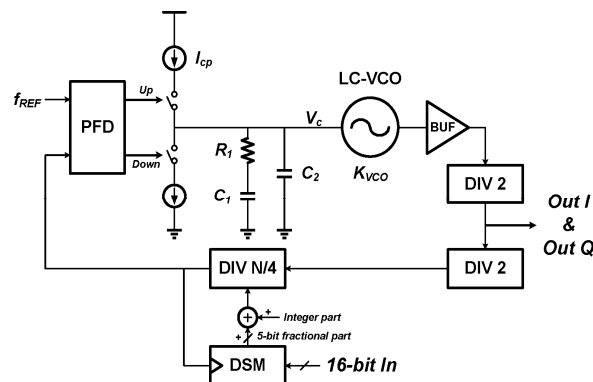 I_cp
LC-VCO
Up
f_REF
PFD
V_c
BUF
Down
R_1
C_2
K_VCO
DIV 2
C_1
Out I
&
Out Q
DIV N/4
DIV 2
+
+
Integer part
+
5-bit fractional part
DSM
16-bit In